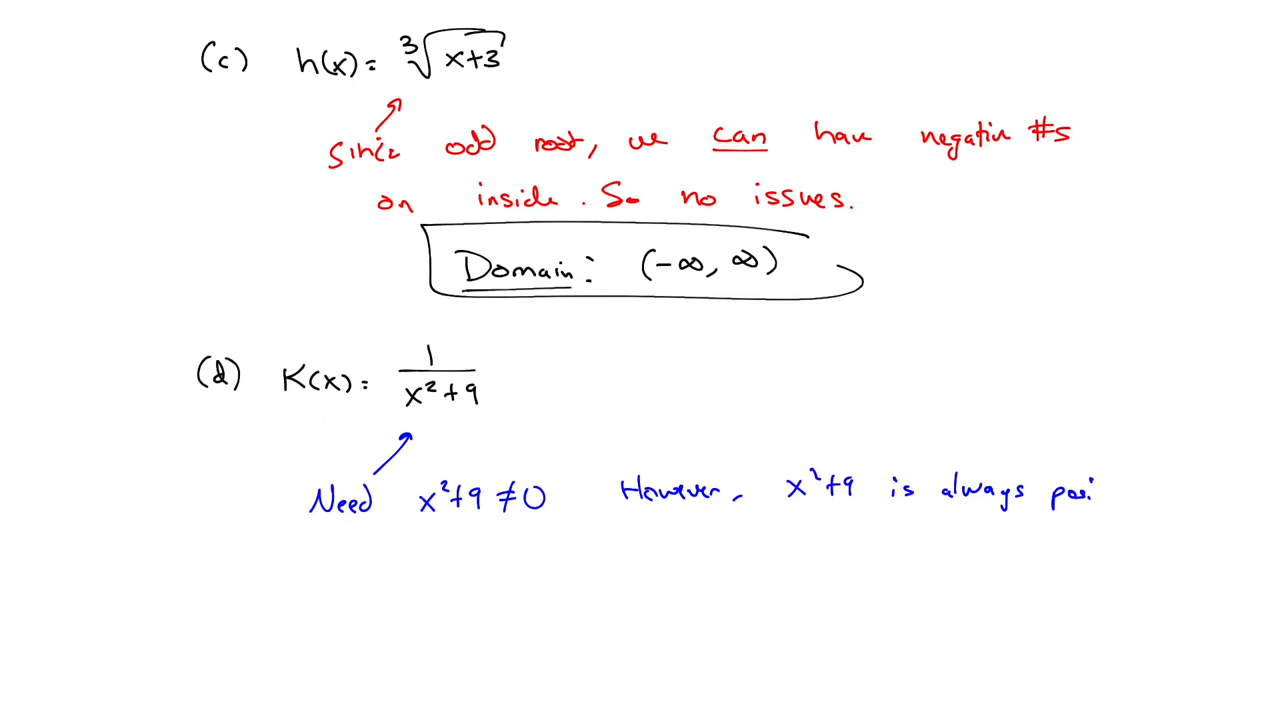 (c) h(x) = ∛(x+3)
Since odd root, we can have negative #s
on inside. So no issues.
Domain: (-∞, ∞)
(d) K(x) = 1/(x²+9)
Need x²+9 ≠ 0 However, x²+9 is always posi